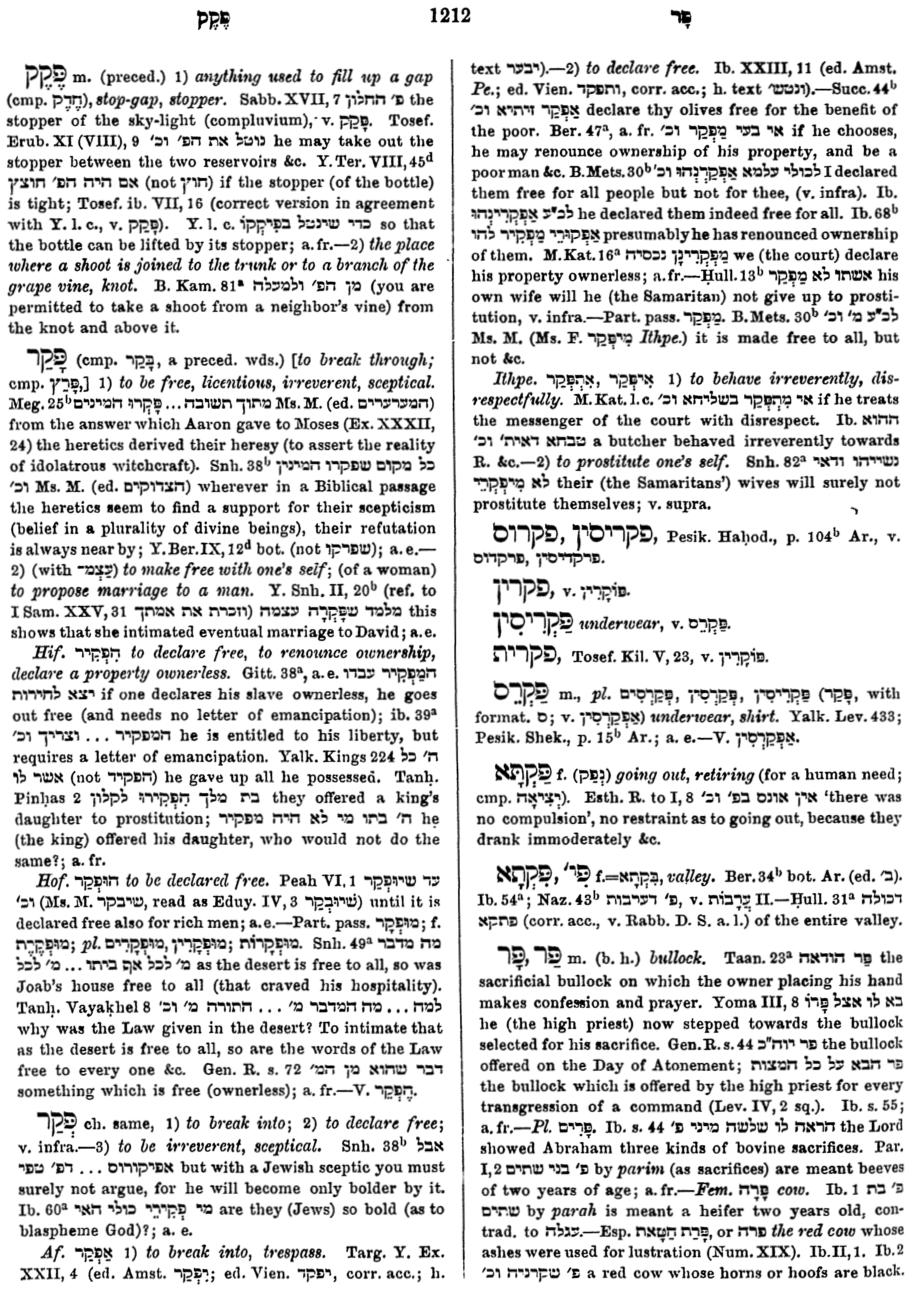 פֶּקֶק
1212
פָּר
פֶּקֶק m. (preced.) 1) anything used to fill up a gap
(cmp. חֵדֶק), stop-gap, stopper. Sabb. XVII, 7 פ׳ החלון the
stopper of the sky-light (compluvium), v. פָּקַק. Tosef.
Erub. XI (VIII), 9 נוטל את הפ׳ וכ׳ he may take out the
stopper between the two reservoirs &c. Y. Ter. VIII, 45d
אם היה הפ׳ חוצץ (not חוץ) if the stopper (of the bottle)
is tight; Tosef. ib. VII, 16 (correct version in agreement
with Y. l. c., v. פָּקַק). Y. l. c. כדי שינטל בפיקקו so that
the bottle can be lifted by its stopper; a. fr.—2) the place
where a shoot is joined to the trunk or to a branch of the
grape vine, knot. B. Kam. 81a מן הפ׳ ולמעלה (you are
permitted to take a shoot from a neighbor's vine) from
the knot and above it.
פָּקַר (cmp. בָּקַר, a preced. wds.) [to break through;
cmp. פָּרַץ,] 1) to be free, licentious, irreverent, sceptical.
Meg. 25b מתוך תשובה... פָּקְרוּ המינים Ms. M. (ed. המערערים)
from the answer which Aaron gave to Moses (Ex. XXXII,
24) the heretics derived their heresy (to assert the reality
of idolatrous witchcraft). Snh. 38b כל מקום שפקרו המינין
וכ׳ Ms. M. (ed. הצדוקים) wherever in a Biblical passage
the heretics seem to find a support for their scepticism
(belief in a plurality of divine beings), their refutation
is always near by; Y. Ber. IX, 12d bot. (not שפרקו); a. e.—
2) (with עַצְמ־) to make free with one's self; (of a woman)
to propose marriage to a man. Y. Snh. II, 20b (ref. to
I Sam. XXV, 31 וזכרת את אמתך) מלמד שֶׁפָּקְרָה עצמה this
shows that she intimated eventual marriage to David; a. e.
Hif. הִפְקִיר to declare free, to renounce ownership,
declare a property ownerless. Gitt. 38a, a. e. הַמַּפְקִיר עבדו
יצא לחירות if one declares his slave ownerless, he goes
out free (and needs no letter of emancipation); ib. 39a
המפקיר ... וצריך וכ׳ he is entitled to his liberty, but
requires a letter of emancipation. Yalk. Kings 224 ה׳ כל
אשר לו (not הפקיד) he gave up all he possessed. Tanḥ.
Pinḥas 2 בת מלך הִפְקִירוּ לקלון they offered a king's
daughter to prostitution; ה׳ בתו מי לא היה מפקיר he
(the king) offered his daughter, who would not do the
same?; a. fr.
Hof. הוּפְקַר to be declared free. Peah VI, 1 עד שיוּפְקַר
וכ׳ (Ms. M. שיבקר, read as Eduy. IV, 3 שיוּבְקַר) until it is
declared free also for rich men; a. e.—Part. pass. מוּפְקָר; f.
מוּפְקֶרֶת; pl. מוּפְקָרִים, מוּפְקָרִין; מוּפְקָרוֹת. Snh. 49a מה מדבר
מ׳ לכל אף ביתו ... מ׳ לכל as the desert is free to all, so was
Joab's house free to all (that craved his hospitality).
Tanḥ. Vayaḳhel 8 למה... מה המדבר מ׳ ... התורה מ׳ וכ׳
why was the Law given in the desert? To intimate that
as the desert is free to all, so are the words of the Law
free to every one &c. Gen. R. s. 72 דבר שהוא מן המ׳
something which is free (ownerless); a. fr.—V. הֶפְקֵר.
פְּקַר ch. same, 1) to break into; 2) to declare free;
v. infra.—3) to be irreverent, sceptical. Snh. 38b אבל
אפיקורוס ... דפ׳ טפי but with a Jewish sceptic you must
surely not argue, for he will become only bolder by it.
Ib. 60a מי פְּקִירֵי כולי האי are they (Jews) so bold (as to
blaspheme God)?; a. e.
Af. אַפְקַר 1) to break into, trespass. Targ. Y. Ex.
XXII, 4 (ed. Amst. יִפְקַר; ed. Vien. יפקד, corr. acc.; h.
text יבער).—2) to declare free. Ib. XXIII, 11 (ed. Amst.
Pe.; ed. Vien. ותפקד, corr. acc.; h. text ונטש׳).—Succ. 44b
אַפְקַר זיתיא וכ׳ declare thy olives free for the benefit of
the poor. Ber. 47a, a. fr. אי בעי מַפְקַר וכ׳ if he chooses,
he may renounce ownership of his property, and be a
poor man &c. B. Mets. 30b לכולי עלמא אַפְקַרְנְהוּ וכ׳ I declared
them free for all people but not for thee, (v. infra). Ib.
לכ״ע אַפְקְרִינְהוּ he declared them indeed free for all. Ib. 68b
אַפְקוּרֵי מַפְקִיר להו presumably he has renounced ownership
of them. M. Kat. 16a מַפְקְרִינָן נכסיה we (the court) declare
his property ownerless; a. fr.—Ḥull. 13b אשתו לא מַפְקַר his
own wife will he (the Samaritan) not give up to prosti-
tution, v. infra.—Part. pass. מַפְקַר. B. Mets. 30b לכ״ע מ׳ וכ׳
Ms. M. (Ms. F. מִיפְקַר Ithpe.) it is made free to all, but
not &c.
Ithpe. אִיפְּקַר, אִתְפְּקַר 1) to behave irreverently, dis-
respectfully. M. Kat. l. c. אי מִתְפְּקַר בשליחא וכ׳ if he treats
the messenger of the court with disrespect. Ib. ההוא
טבחא דאית׳ וכ׳ a butcher behaved irreverently towards
R. &c.—2) to prostitute one's self. Snh. 82a נשייהו ודאי
לא מִיפְּקְרֵי their (the Samaritans') wives will surely not
prostitute themselves; v. supra.
פקריסין, פקרוס, Pesik. Haḥod., p. 104b Ar., v.
פרקדיסין, פרקדוס.
פקרין, v. פּוֹקָרִין.
פַּקְרִיסִין underwear, v. פַּקְרֵס.
פקרית, Tosef. Kil. V, 23, v. פּוֹקָרִין.
פַּקְרֵס m., pl. פַּקְרֵיסִין, פַּקְרְסִין, פַּקַרְסִים (פָּקַר, with
format. ס; v. אֲפַקַרְסִין) underwear, shirt. Yalk. Lev. 433;
Pesik. Shek., p. 15b Ar.; a. e.—V. אֲפַקַרְסִין.
פַּקְתָא f. (נְפַק) going out, retiring (for a human need;
cmp. יְצִיאָה). Esth. R. to I, 8 אין אונס בפ׳ וכ׳ 'there was
no compulsion', no restraint as to going out, because they
drank immoderately &c.
פִּקְתָא, פִי׳ f.=בִּקְתָא, valley. Ber. 34b bot. Ar. (ed. ב׳).
Ib. 54a; Naz. 43b פ׳ דערבות, v. עֲרָבוֹת II.—Ḥull. 31a דכולה
פתקא (corr. acc., v. Rabb. D. S. a. l.) of the entire valley.
פַּר, פָּר m. (b. h.) bullock. Taan. 23a פר הודאה the
sacrificial bullock on which the owner placing his hand
makes confession and prayer. Yoma III, 8 בא לו אצל פָּרוֹ
he (the high priest) now stepped towards the bullock
selected for his sacrifice. Gen. R. s. 44 פר יוה״כ the bullock
offered on the Day of Atonement; פר הבא על כל המצות
the bullock which is offered by the high priest for every
transgression of a command (Lev. IV, 2 sq.). Ib. s. 55;
a. fr.—Pl. פָּרִים. Ib. s. 44 הראה לו שלשה מיני פ׳ the Lord
showed Abraham three kinds of bovine sacrifices. Par.
I, 2 פ׳ בני שתים by parim (as sacrifices) are meant beeves
of two years of age; a. fr.—Fem. פָּרָה cow. Ib. 1 פ׳ בת
שתים by parah is meant a heifer two years old, con-
trad. to עגלה.—Esp. פָּרַת חַטָּאת, or פרה the red cow whose
ashes were used for lustration (Num. XIX). Ib. II, 1. Ib. 2
פ׳ שקרניה וכ׳ a red cow whose horns or hoofs are black.